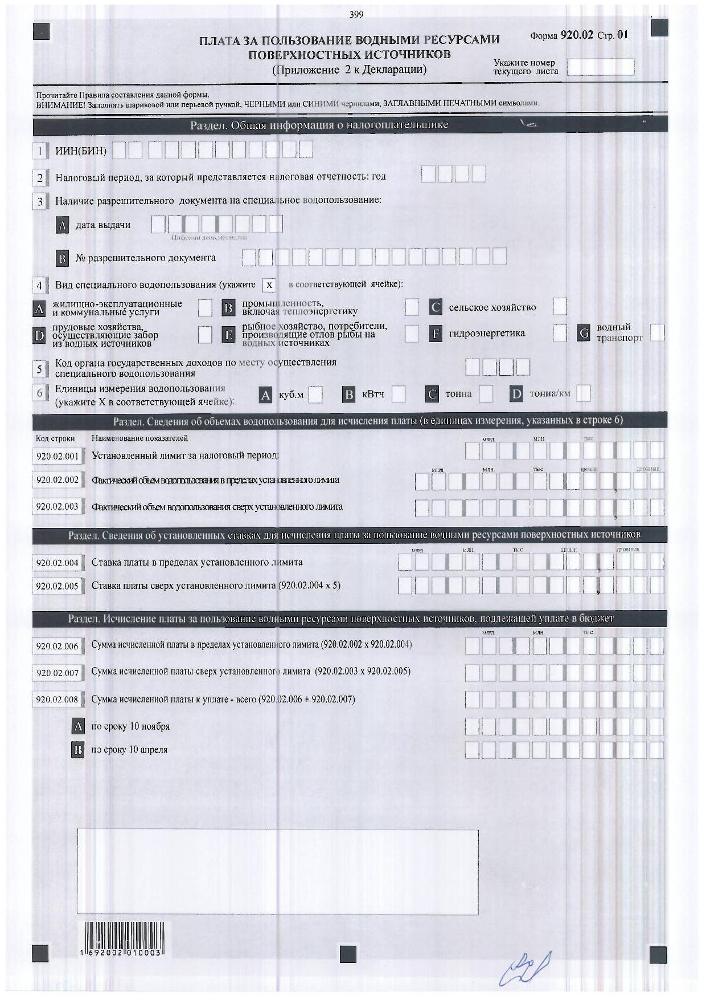 399
Форма 920.02 Стр. 01
ПЛАТА ЗА ПОЛЬЗОВАНИЕ ВОДНЫМИ РЕСУРСАМИ
ПОВЕРХНОСТНЫХ ИСТОЧНИКОВ
(Приложение 2 к Декларации)
Укажите номер
текущего листа
Прочитайте Правила составления данной формы.
ВНИМАНИЕ! Заполнять шариковой или перьевой ручкой, ЧЕРНЫМИ или СИНИМИ чернилами, ЗАГЛАВНЫМИ ПЕЧАТНЫМИ символами.
Раздел. Общая информация о налогоплательщике
1 ИИН(БИН)
2 Налоговый период, за который представляется налоговая отчетность: год
3 Наличие разрешительного документа на специальное водопользование:
A дата выдачи
Цифрами день,месяц,год
B № разрешительного документа
4 Вид специального водопользования (укажите X в соответствующей ячейке):
A жилищно-эксплуатационные
и коммунальные услуги
B промышленность,
включая теплоэнергетику
C сельское хозяйство
D прудовые хозяйства,
осуществляющие забор
из водных источников
E рыбное хозяйство, потребители,
производящие отлов рыбы на
водных источниках
F гидроэнергетика
G водный
транспорт
5 Код органа государственных доходов по месту осуществления
специального водопользования
6 Единицы измерения водопользования
(укажите X в соответствующей ячейке):
A куб.м B кВтч C тонна D тонна/км
Раздел. Сведения об объемах водопользования для исчисления платы (в единицах измерения, указанных в строке 6)
Код строки Наименование показателей МЛРД МЛН ТЫС
920.02.001 Установленный лимит за налоговый период:
МЛРД МЛН. ТЫС. ЦЕЛЫЕ. ДРОБНЫЕ.
920.02.002 Фактический объем водопользования в пределах установленного лимита ,
920.02.003 Фактический объем водопользования сверх установленного лимита ,
Раздел. Сведения об установленных ставках для исчисления платы за пользование водными ресурсами поверхностных источников
МЛРД МЛН. ТЫС ЦЕЛЫЕ. ДРОБНЫЕ.
920.02.004 Ставка платы в пределах установленного лимита ,
920.02.005 Ставка платы сверх установленного лимита (920.02.004 x 5) ,
Раздел. Исчисление платы за пользование водными ресурсами поверхностных источников, подлежащей уплате в бюджет
МЛРД МЛН ТЫС
920.02.006 Сумма исчисленной платы в пределах установленного лимита (920.02.002 x 920.02.004)
920.02.007 Сумма исчисленной платы сверх установленного лимита (920.02.003 x 920.02.005)
920.02.008 Сумма исчисленной платы к уплате - всего (920.02.006 + 920.02.007)
A по сроку 10 ноября
B по сроку 10 апреля
1 692002 010003